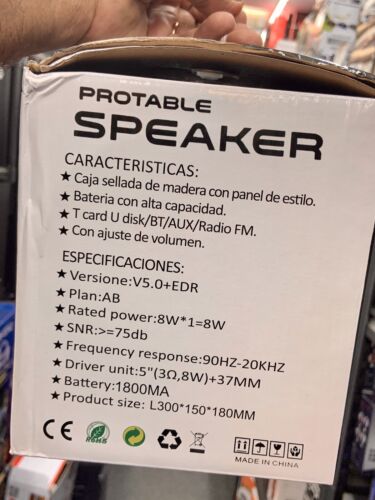 PROTABLE
SPEAKER
CARACTERISTICAS:
★ Caja sellada de madera con panel de estilo.
★ Bateria con alta capacidad.
★ T card U disk/BT/AUX/Radio FM.
★ Con ajuste de volumen.
ESPECIFICACIONES:
★ Versione:V5.0+EDR
★ Plan:AB
★ Rated power:8W*1=8W
★ SNR:>=75db
★ Frequency response:90HZ-20KHZ
★ Driver unit:5"(3Ω,8W)+37MM
★ Battery:1800MA
★ Product size: L300*150*180MM
CE RoHS
MADE IN CHINA